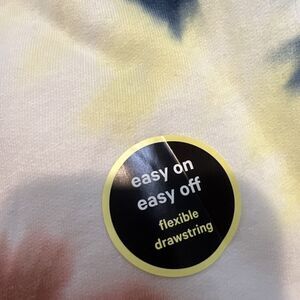 easy on
easy off
flexible
drawstring